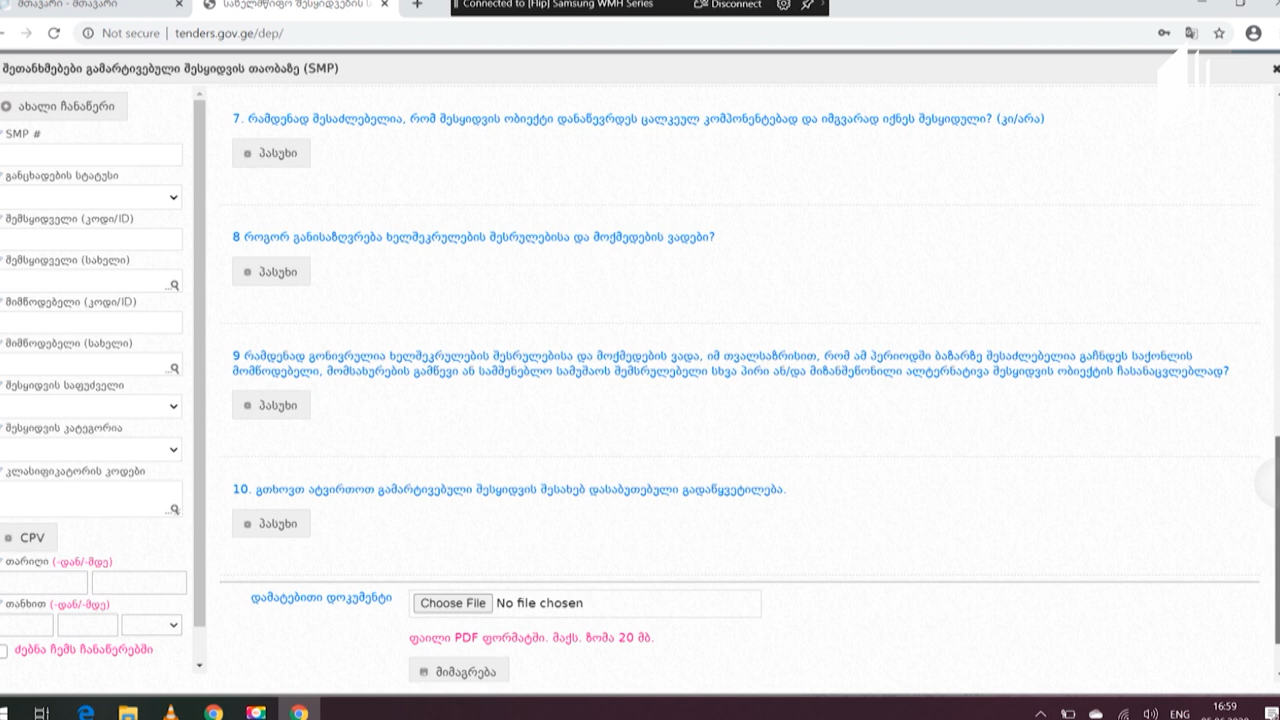 მთავარი - მთავარი
სახელმწიფო შესყიდვების ს
Connected to [Flip] Samsung WMH Series
Disconnect
Not secure | tenders.gov.ge/dep/
შეთანხმებები გამარტივებული შესყიდვის თაობაზე (SMP)
ახალი ჩანაწერი
SMP #
განცხადების სტატუსი
შემსყიდველი (კოდი/ID)
შემსყიდველი (სახელი)
მიმწოდებელი (კოდი/ID)
მიმწოდებელი (სახელი)
შესყიდვის საფუძველი
შესყიდვის კატეგორია
კლასიფიკატორის კოდები
CPV
თარიღი (-დან/-მდე)
თანხით (-დან/-მდე)
ძებნა ჩემს ჩანაწერებში
7. რამდენად შესაძლებელია, რომ შესყიდვის ობიექტი დანაწევრდეს ცალკეულ კომპონენტებად და იმგვარად იქნეს შესყიდული? (კი/არა)
პასუხი
8 როგორ განისაზღვრება ხელშეკრულების შესრულებისა და მოქმედების ვადები?
პასუხი
9 რამდენად გონივრულია ხელშეკრულების შესრულებისა და მოქმედების ვადა, იმ თვალსაზრისით, რომ ამ პერიოდში ბაზარზე შესაძლებელია გაჩნდეს საქონლის
მომწოდებელი, მომსახურების გამწევი ან სამშენებლო სამუშაოს შემსრულებელი სხვა პირი ან/და მიზანშეწონილი ალტერნატივა შესყიდვის ობიექტის ჩასანაცვლებლად?
პასუხი
10. გთხოვთ ატვირთოთ გამარტივებული შესყიდვის შესახებ დასაბუთებული გადაწყვეტილება.
პასუხი
დამატებითი დოკუმენტი
Choose File No file chosen
ფაილი PDF ფორმატში. მაქს. ზომა 20 მბ.
მიმაგრება
ENG
16:59